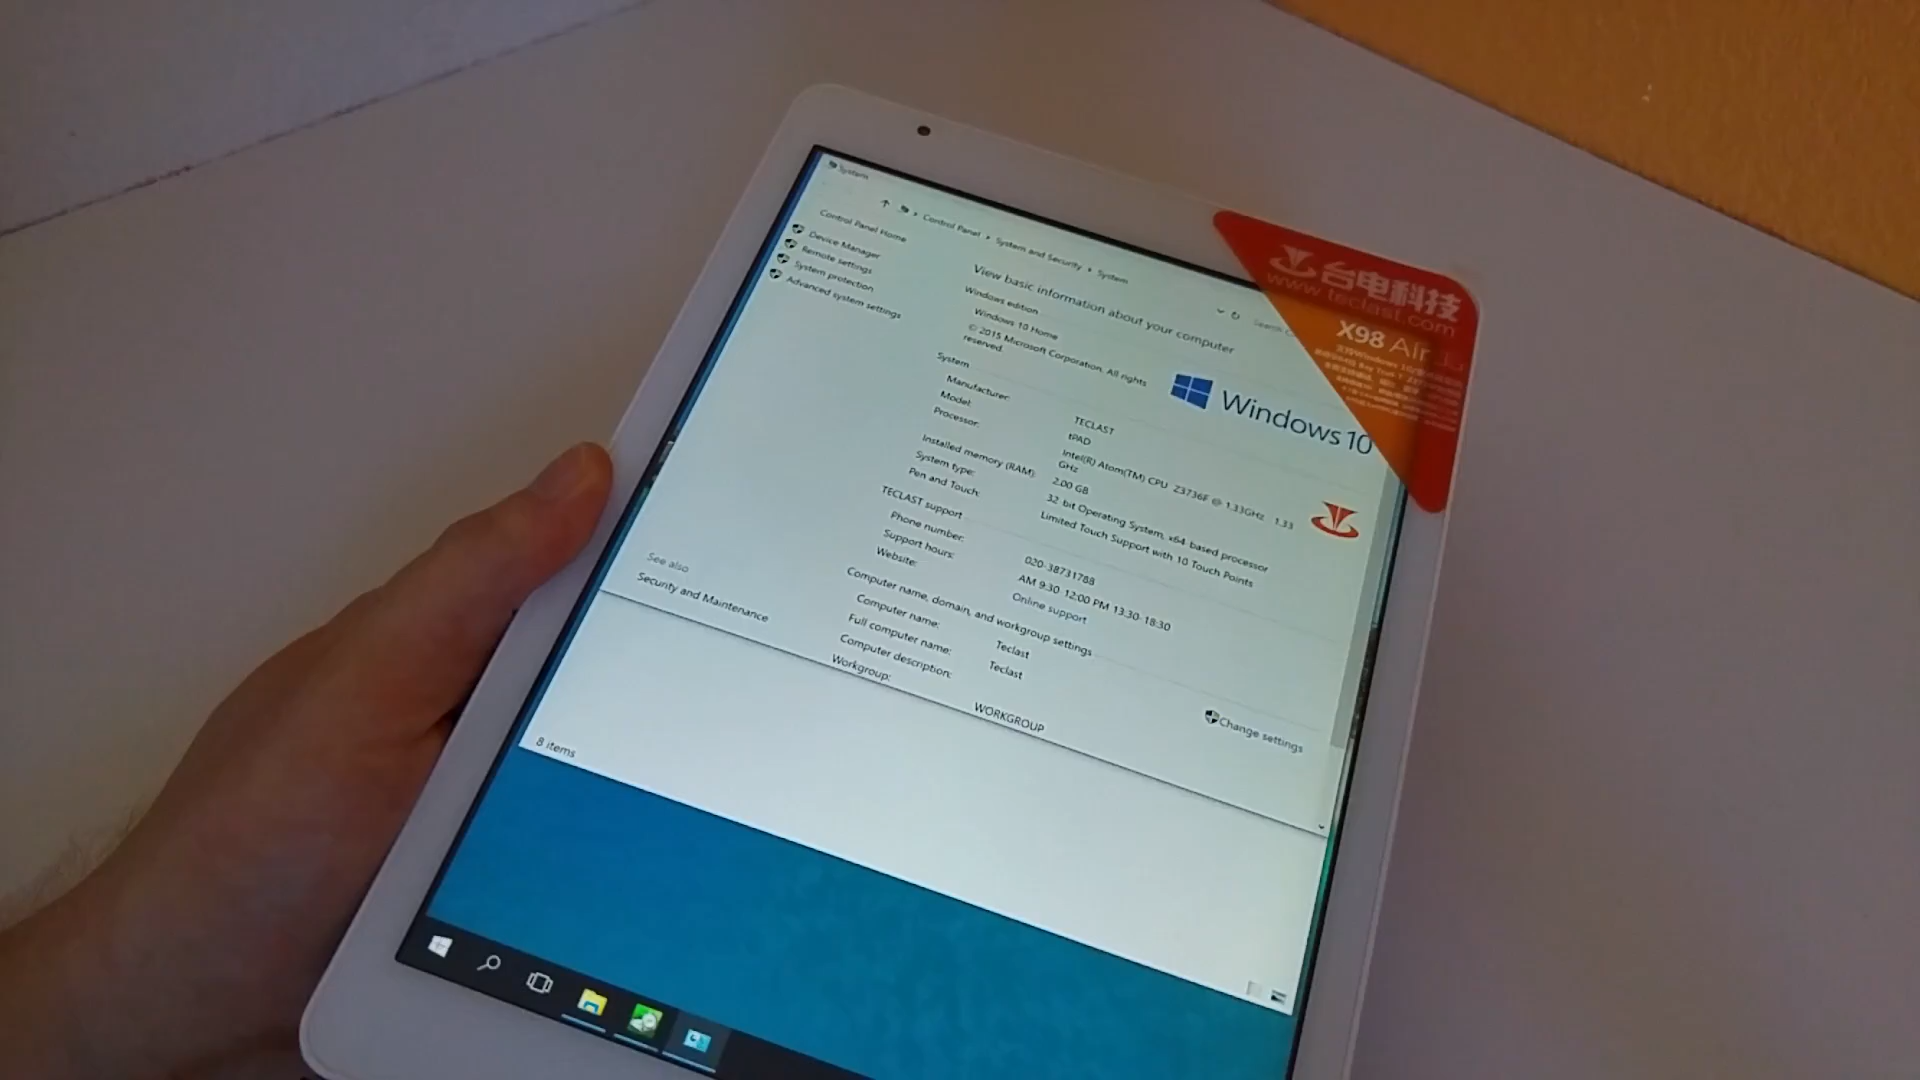 System
Control Panel › System and Security › System
Search
Control Panel Home
Device Manager
Remote settings
System protection
Advanced system settings
View basic information about your computer
Windows edition
Windows 10 Home
© 2015 Microsoft Corporation. All rights
reserved.
Windows 10
System
Manufacturer:
TECLAST
Model:
tPAD
Processor:
Intel(R) Atom(TM) CPU Z3736F @ 1.33GHz 1.33
GHz
Installed memory (RAM):
2.00 GB
System type:
32-bit Operating System, x64-based processor
Pen and Touch:
Limited Touch Support with 10 Touch Points
TECLAST support
Phone number:
020-38731788
Support hours:
AM 9:30-12:00 PM 13:30-18:30
Website:
Online support
Computer name, domain, and workgroup settings
Computer name:
Teclast
Full computer name:
Teclast
Computer description:
Workgroup:
WORKGROUP
Change settings
See also
Security and Maintenance
8 items
台电科技
www.teclast.com
X98 Air